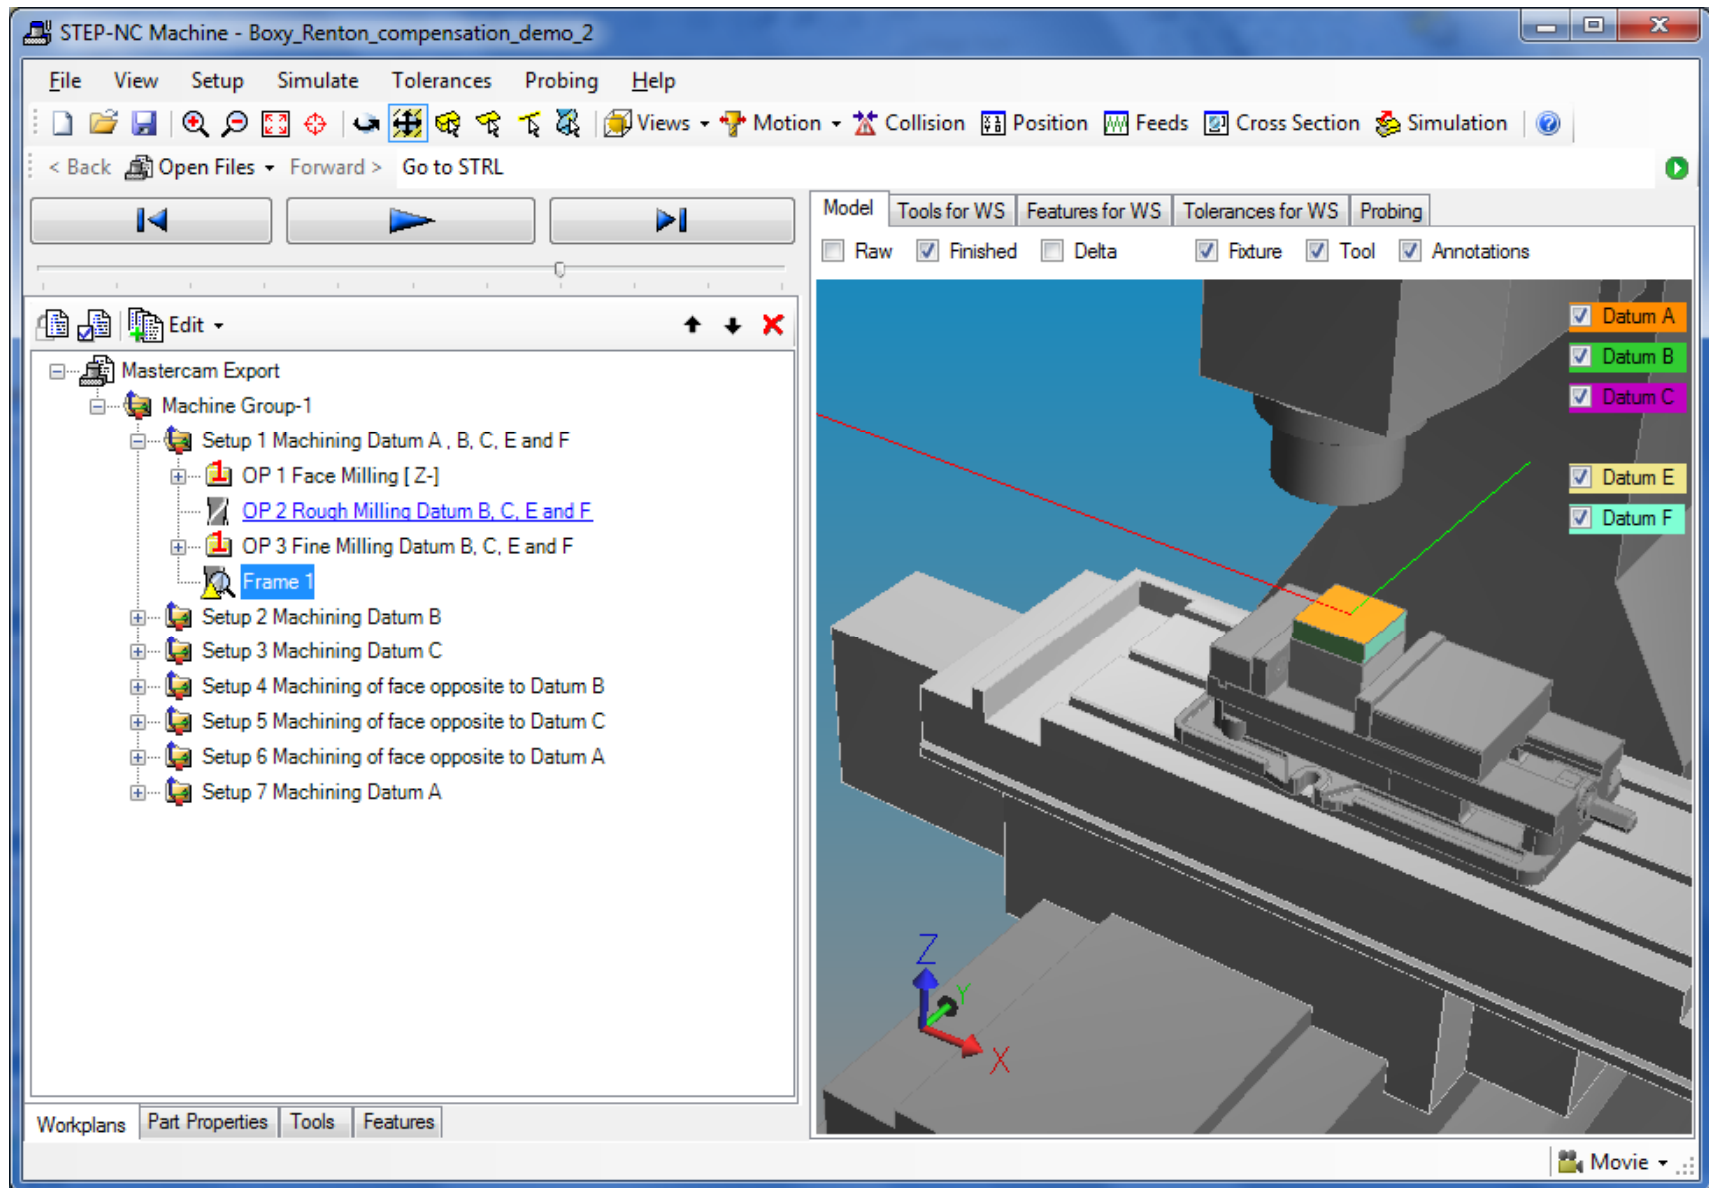 STEP-NC Machine - Boxy_Renton_compensation_demo_2
File View Setup Simulate Tolerances Probing Help
Views Motion Collision Position Feeds Cross Section Simulation
< Back Open Files Forward > Go to STRL
Model Tools for WS Features for WS Tolerances for WS Probing
Raw Finished Delta Fixture Tool Annotations
Edit
Mastercam Export
Machine Group-1
Setup 1 Machining Datum A , B, C, E and F
1 OP 1 Face Milling [ Z-]
OP 2 Rough Milling Datum B, C, E and F
1 OP 3 Fine Milling Datum B, C, E and F
Frame 1
Setup 2 Machining Datum B
Setup 3 Machining Datum C
Setup 4 Machining of face opposite to Datum B
Setup 5 Machining of face opposite to Datum C
Setup 6 Machining of face opposite to Datum A
Setup 7 Machining Datum A
Datum A
Datum B
Datum C
Datum E
Datum F
Z
Y
X
Workplans Part Properties Tools Features
Movie